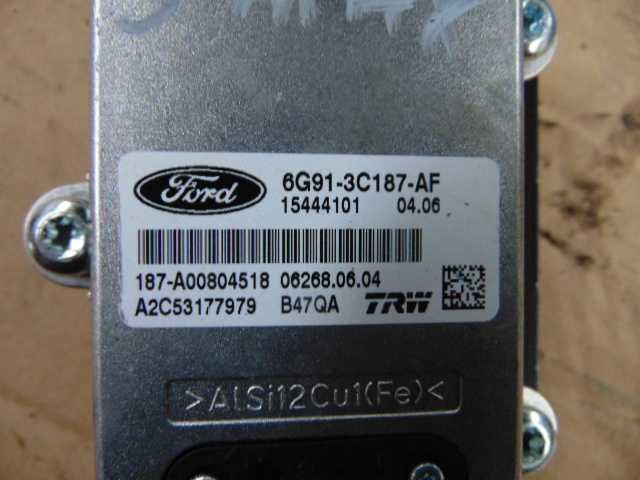 Ford 6G91-3C187-AF
15444101 04.06
187-A00804518 06268.06.04
A2C53177979 B47QA TRW
>AlSi12Cu1(Fe)<